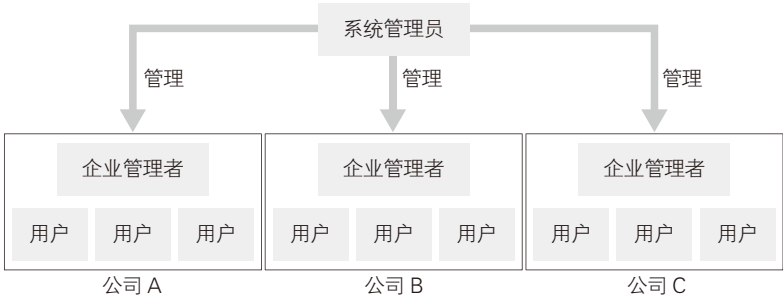 系统管理员
管理 管理 管理
企业管理者 企业管理者 企业管理者
用户 用户 用户 用户 用户 用户 用户 用户 用户
公司 A 公司 B 公司 C